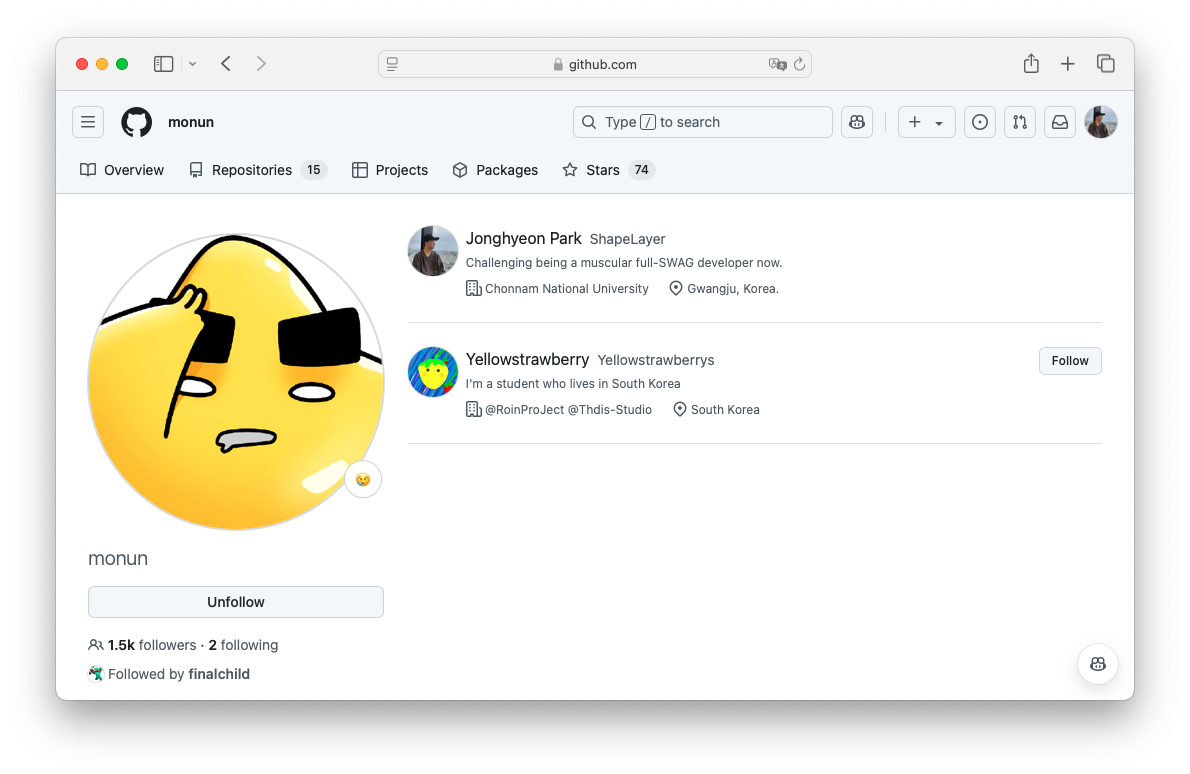 github.com
monun
Type / to search
Overview
Repositories 15
Projects
Packages
Stars 74
Jonghyeon Park ShapeLayer
Challenging being a muscular full-SWAG developer now.
Chonnam National University Gwangju, Korea.
Yellowstrawberry Yellowstrawberrys
Follow
I'm a student who lives in South Korea
@RoinProJect @Thdis-Studio South Korea
monun
Unfollow
1.5k followers · 2 following
Followed by finalchild